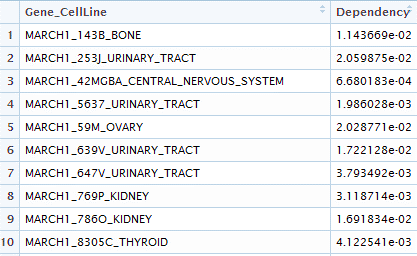 Gene_CellLine Dependency
1 MARCH1_143B_BONE 1.143669e-02
2 MARCH1_253J_URINARY_TRACT 2.059875e-02
3 MARCH1_42MGBA_CENTRAL_NERVOUS_SYSTEM 6.680183e-04
4 MARCH1_5637_URINARY_TRACT 1.986028e-03
5 MARCH1_59M_OVARY 2.028771e-02
6 MARCH1_639V_URINARY_TRACT 1.722128e-02
7 MARCH1_647V_URINARY_TRACT 3.793492e-03
8 MARCH1_769P_KIDNEY 3.118714e-03
9 MARCH1_786O_KIDNEY 1.691834e-02
10 MARCH1_8305C_THYROID 4.122541e-03